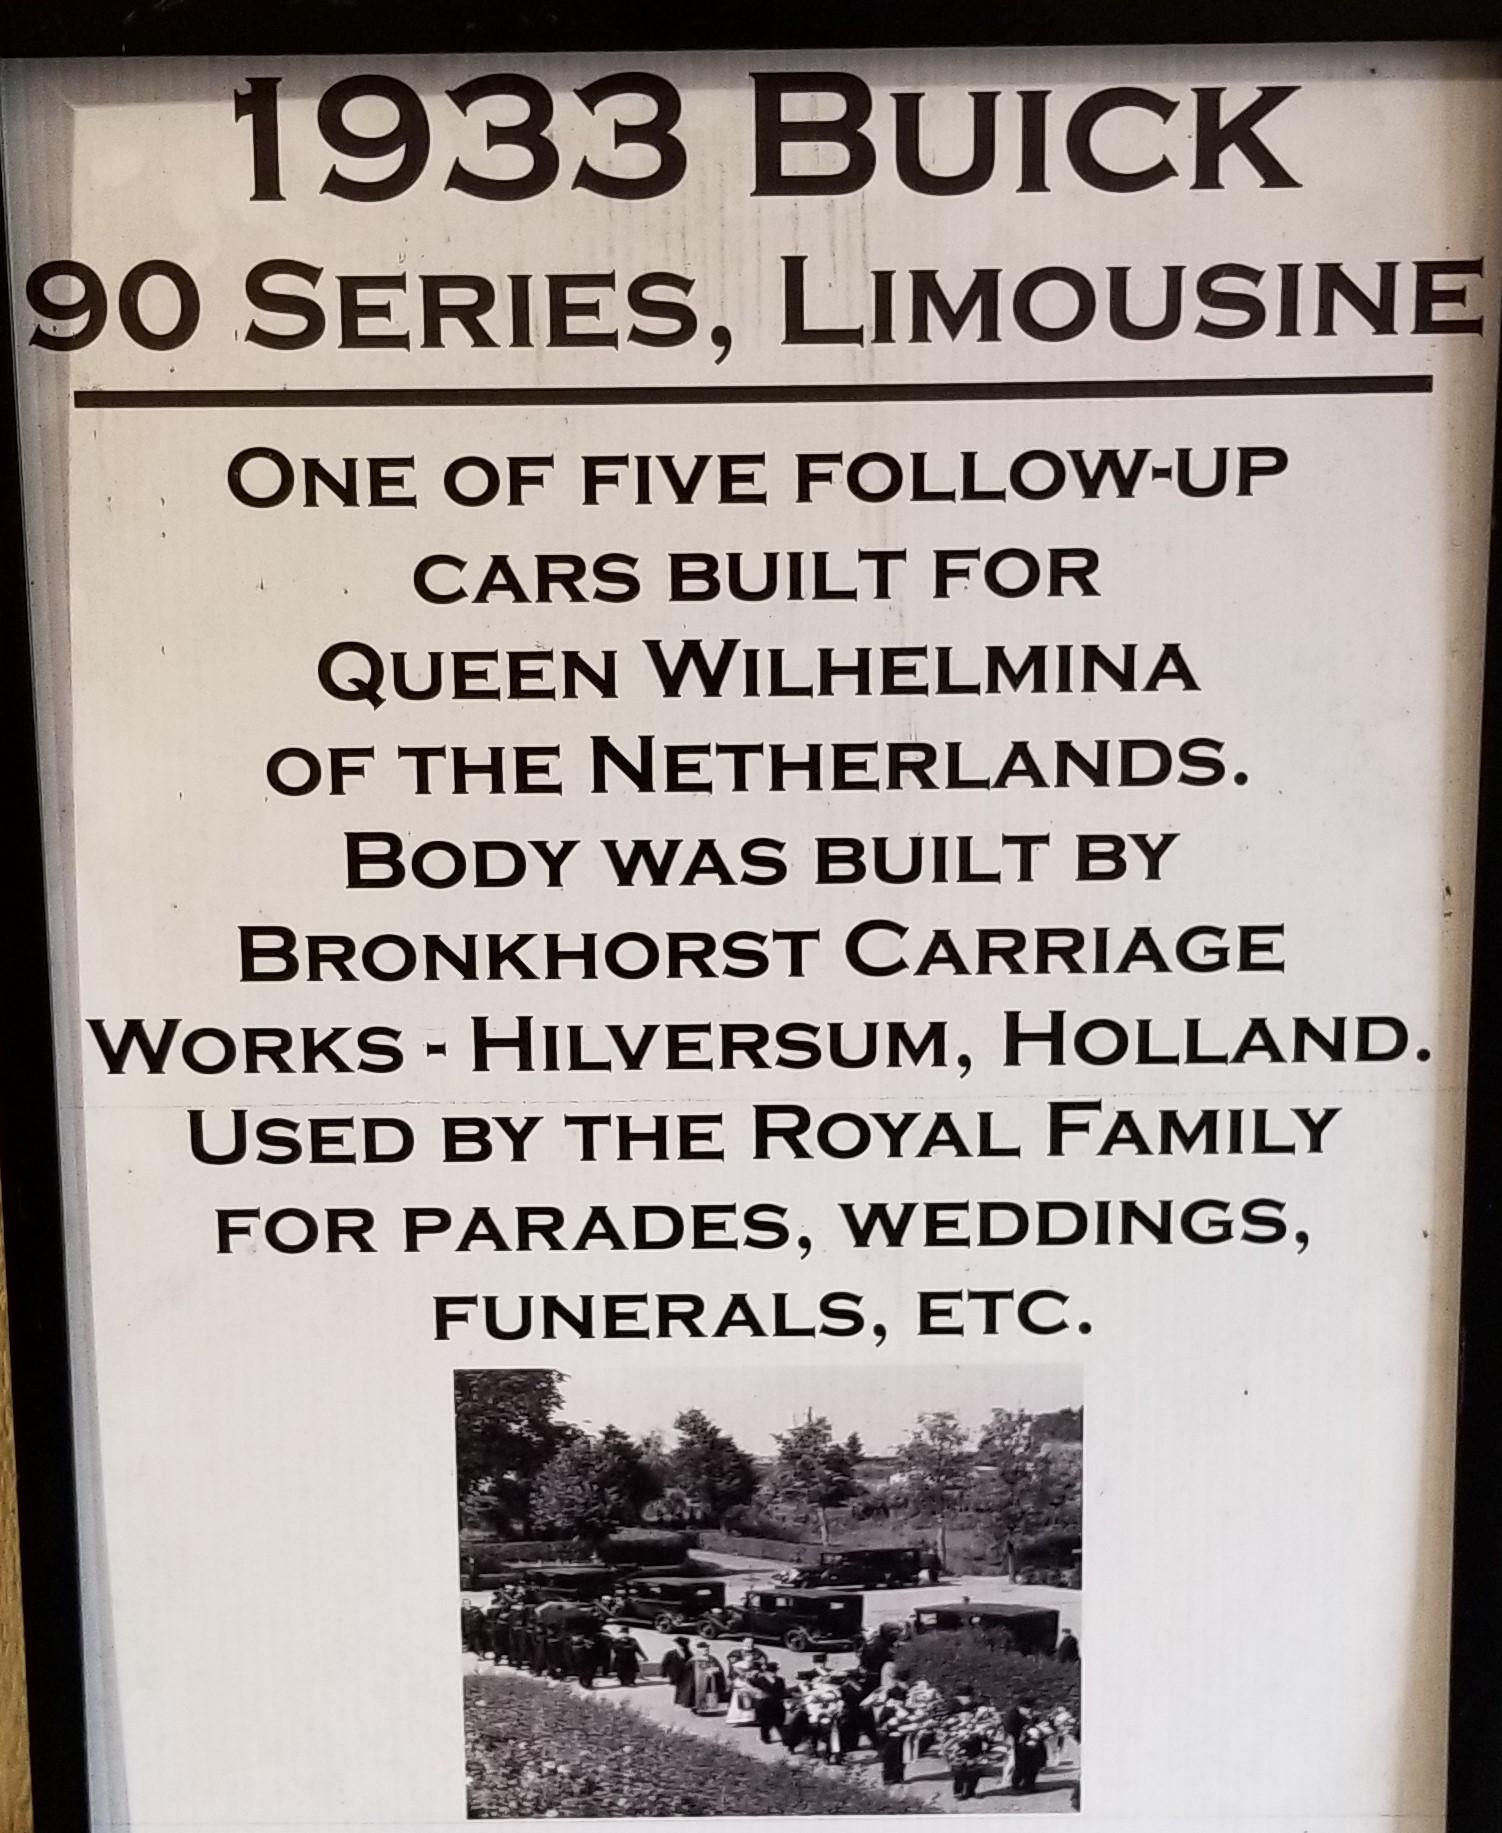 1933 BUICK
90 SERIES, LIMOUSINE
ONE OF FIVE FOLLOW-UP
CARS BUILT FOR
QUEEN WILHELMINA
OF THE NETHERLANDS.
BODY WAS BUILT BY
BRONKHORST CARRIAGE
WORKS - HILVERSUM, HOLLAND.
USED BY THE ROYAL FAMILY
FOR PARADES, WEDDINGS,
FUNERALS, ETC.